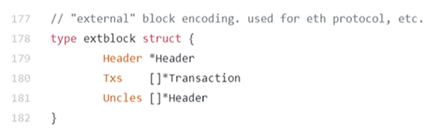 177 // "external" block encoding. used for eth protocol, etc.
178 type extblock struct {
179 Header *Header
180 Txs []*Transaction
181 Uncles []*Header
182 }